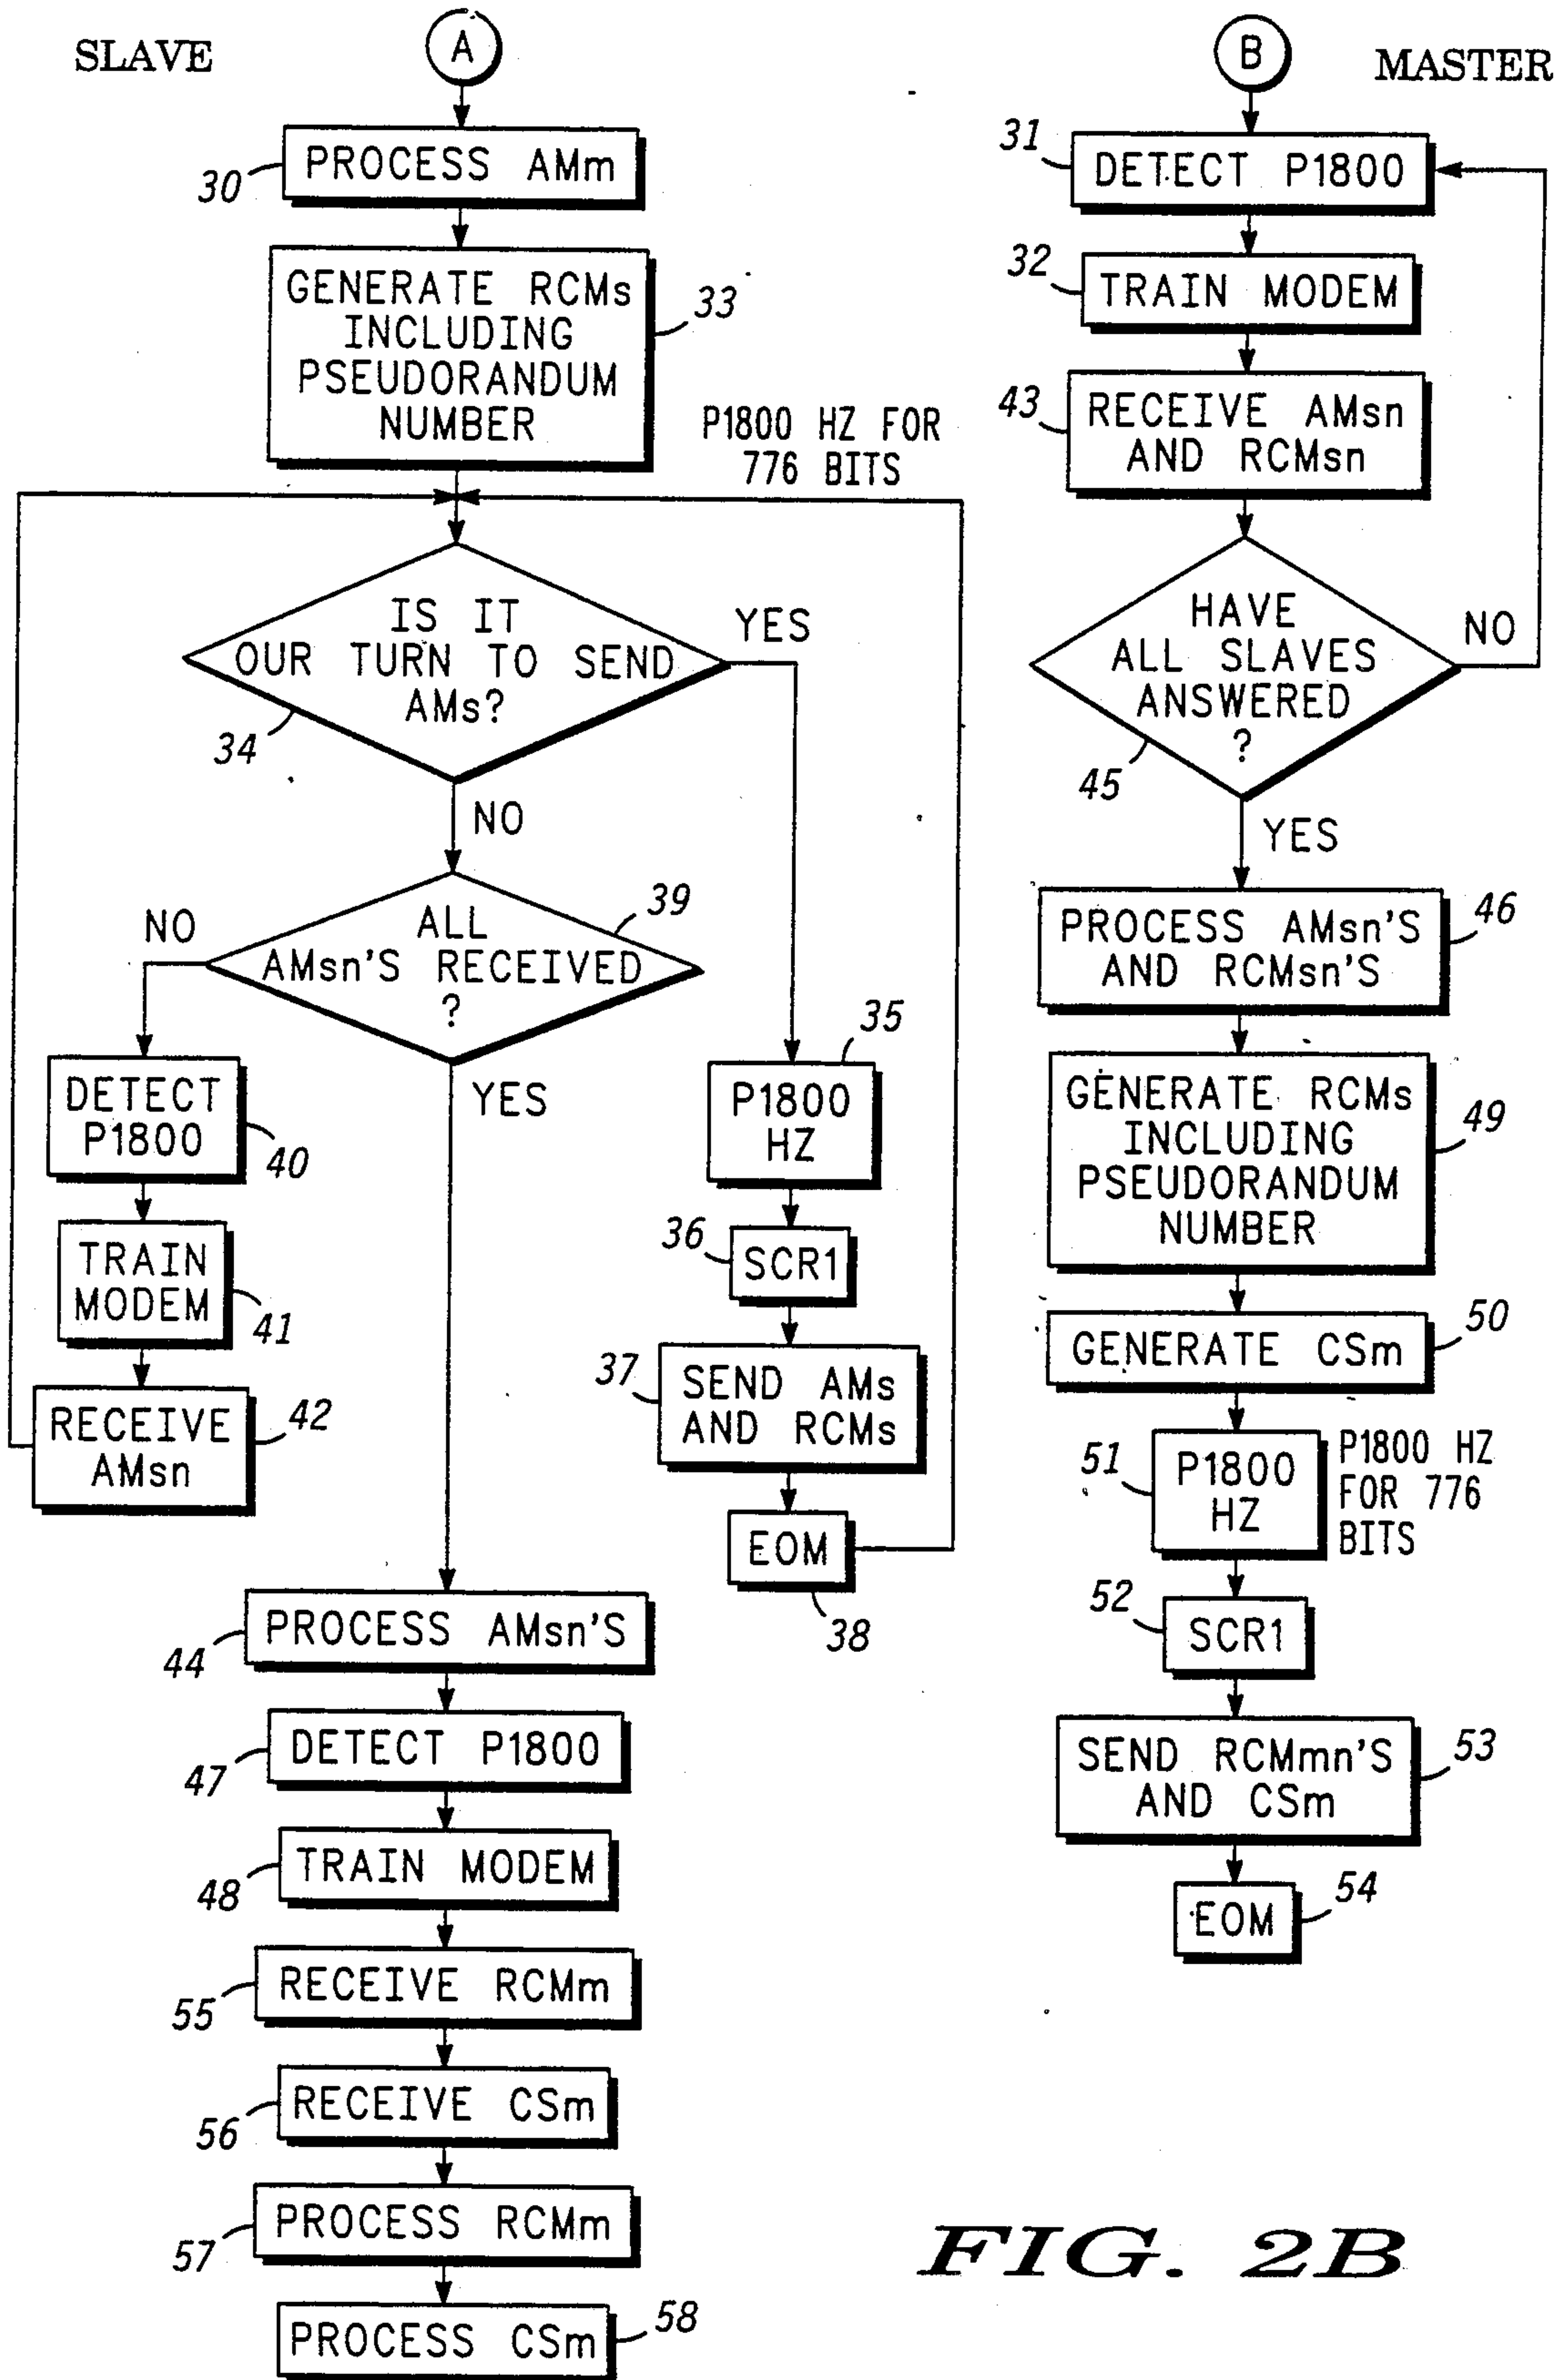 SLAVE
A
30
PROCESS AMm
33
GENERATE RCMs
INCLUDING
PSEUDORANDUM
NUMBER
P1800 HZ FOR
776 BITS
IS IT
OUR TURN TO SEND
AMs?
34
YES
NO
ALL
AMsn'S RECEIVED
?
39
NO
YES
DETECT
P1800
40
TRAIN
MODEM
41
RECEIVE
AMsn
42
35
P1800
HZ
36
SCR1
37
SEND AMs
AND RCMs
EOM
38
44
PROCESS AMsn'S
47
DETECT P1800
48
TRAIN MODEM
55
RECEIVE RCMm
56
RECEIVE CSm
57
PROCESS RCMm
58
PROCESS CSm
MASTER
B
31
DETECT P1800
32
TRAIN MODEM
43
RECEIVE AMsn
AND RCMsn
HAVE
ALL SLAVES
ANSWERED
?
45
NO
YES
46
PROCESS AMsn'S
AND RCMsn'S
49
GENERATE RCMs
INCLUDING
PSEUDORANDUM
NUMBER
50
GENERATE CSm
51
P1800
HZ
P1800 HZ
FOR 776
BITS
52
SCR1
53
SEND RCMmn'S
AND CSm
54
EOM
FIG. 2B